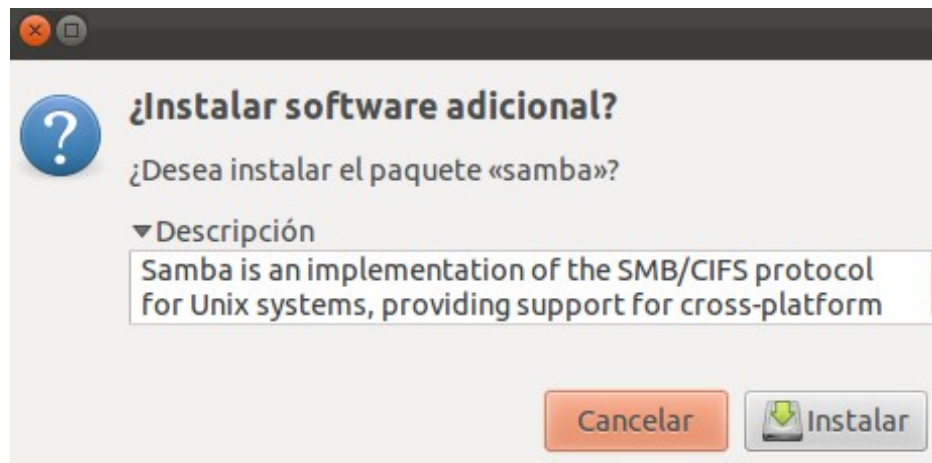 ¿Instalar software adicional?
¿Desea instalar el paquete «samba»?
Descripción
Samba is an implementation of the SMB/CIFS protocol
for Unix systems, providing support for cross-platform
Cancelar
Instalar